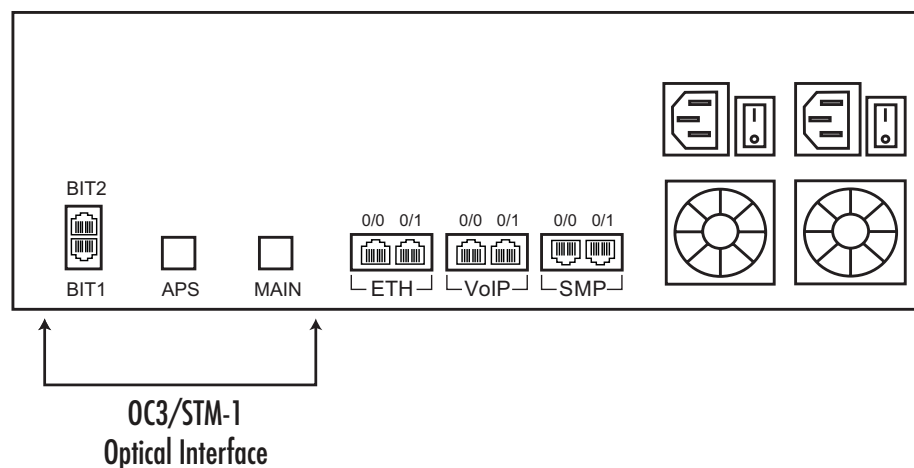 BIT2
0/0 0/1 0/0 0/1 0/0 0/1
BIT1 APS MAIN ETH VoIP SMP
OC3/STM-1
Optical Interface